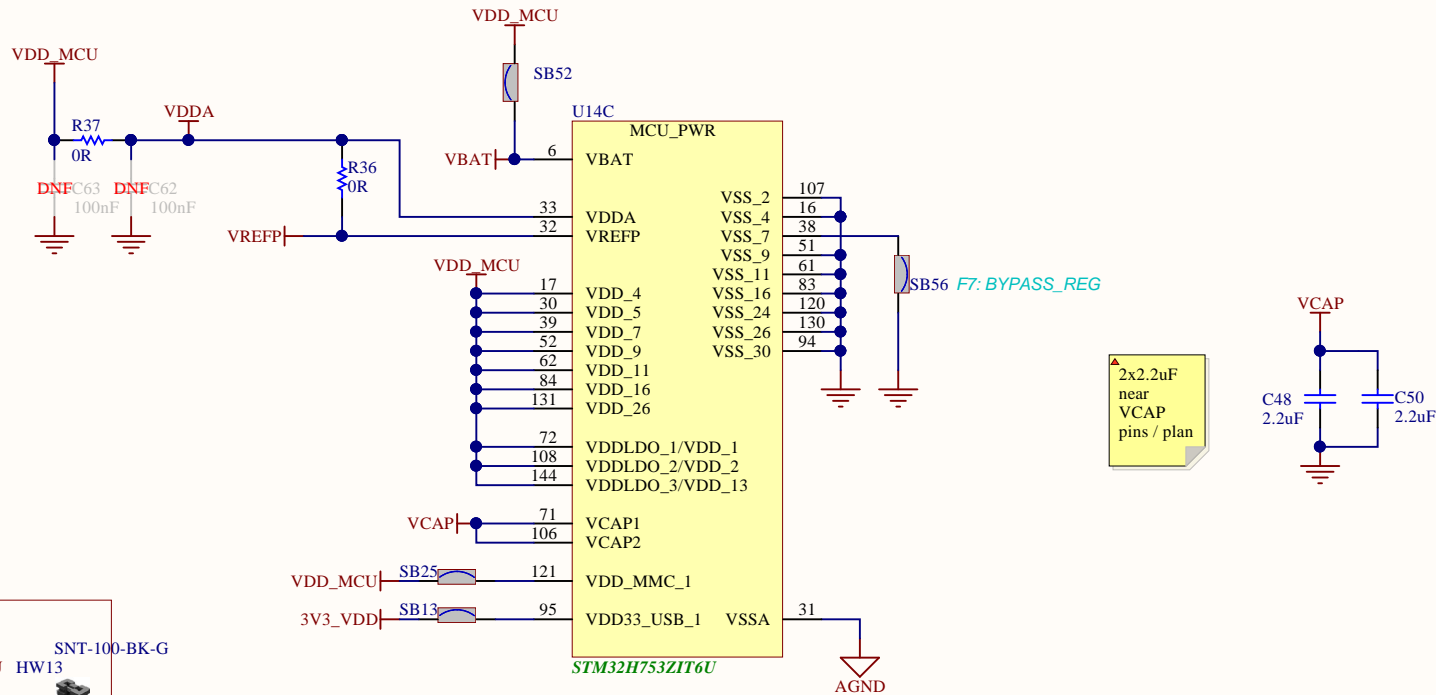 VDD_MCU
SB52
VDD_MCU
R37
0R
VDDA
DNF C63
100nF
DNF C62
100nF
R36
0R
VREFP
VBAT
U14C
MCU_PWR
6 VBAT
33 VDDA
32 VREFP
VDD_MCU
17 VDD_4
30 VDD_5
39 VDD_7
52 VDD_9
62 VDD_11
84 VDD_16
131 VDD_26
72 VDDLDO_1/VDD_1
108 VDDLDO_2/VDD_2
144 VDDLDO_3/VDD_13
VCAP 71 VCAP1
106 VCAP2
VDD_MCU SB25 121 VDD_MMC_1
3V3_VDD SB13 95 VDD33_USB_1
VSS_2 107
VSS_4 16
VSS_7 38
VSS_9 51
VSS_11 61
VSS_16 83
VSS_24 120
VSS_26 130
VSS_30 94
VSSA 31
AGND
STM32H753ZIT6U
SB56 F7: BYPASS_REG
2x2.2uF
near
VCAP
pins / plan
VCAP
C48
2.2uF
C50
2.2uF
SNT-100-BK-G
HW13